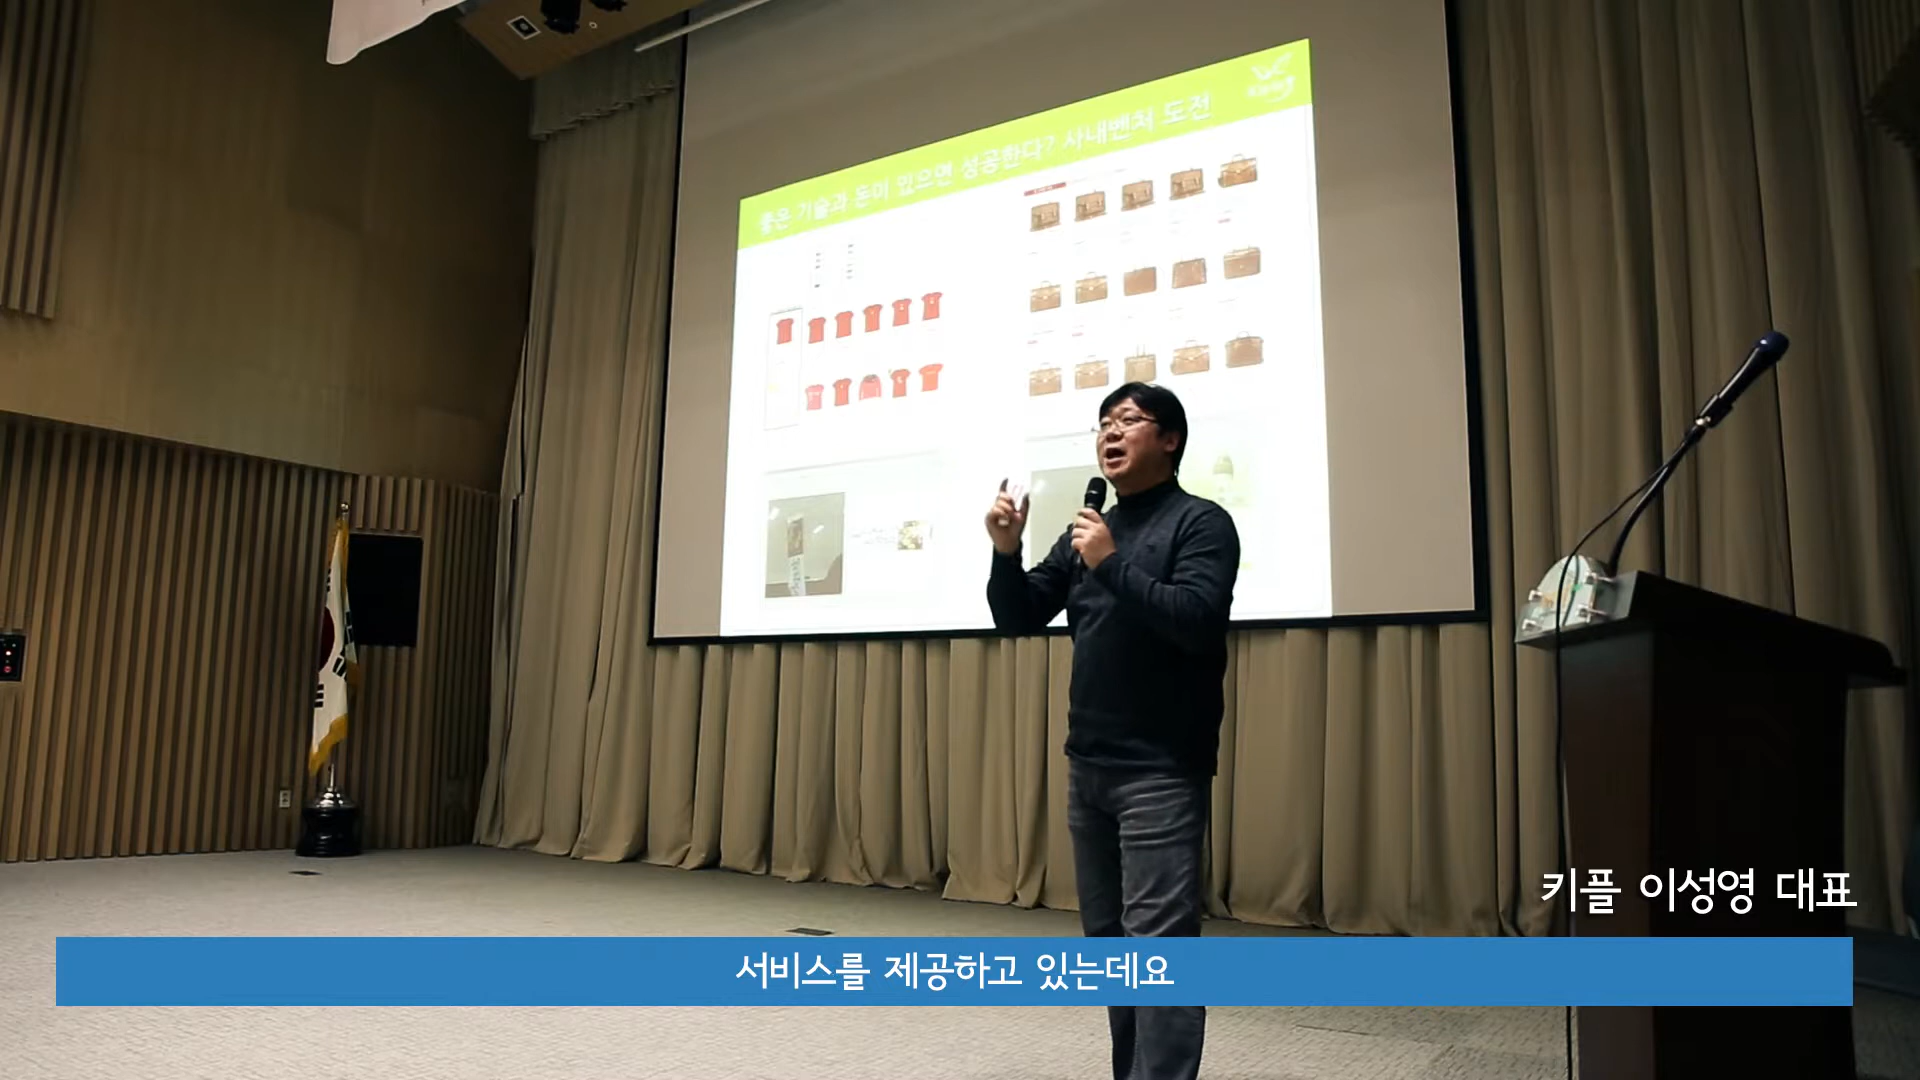 좋은 기술과 돈이 있으면 성공한다? 사내벤처 도전
키플 이성영 대표
서비스를 제공하고 있는데요